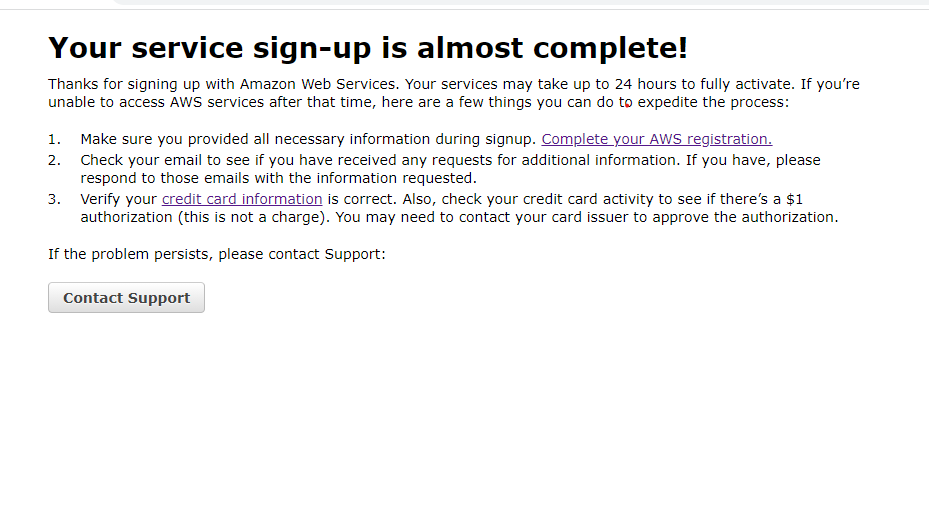 Your service sign-up is almost complete!
Thanks for signing up with Amazon Web Services. Your services may take up to 24 hours to fully activate. If you’re
unable to access AWS services after that time, here are a few things you can do to expedite the process:
1. Make sure you provided all necessary information during signup. Complete your AWS registration.
2. Check your email to see if you have received any requests for additional information. If you have, please
respond to those emails with the information requested.
3. Verify your credit card information is correct. Also, check your credit card activity to see if there’s a $1
authorization (this is not a charge). You may need to contact your card issuer to approve the authorization.
If the problem persists, please contact Support:
Contact Support